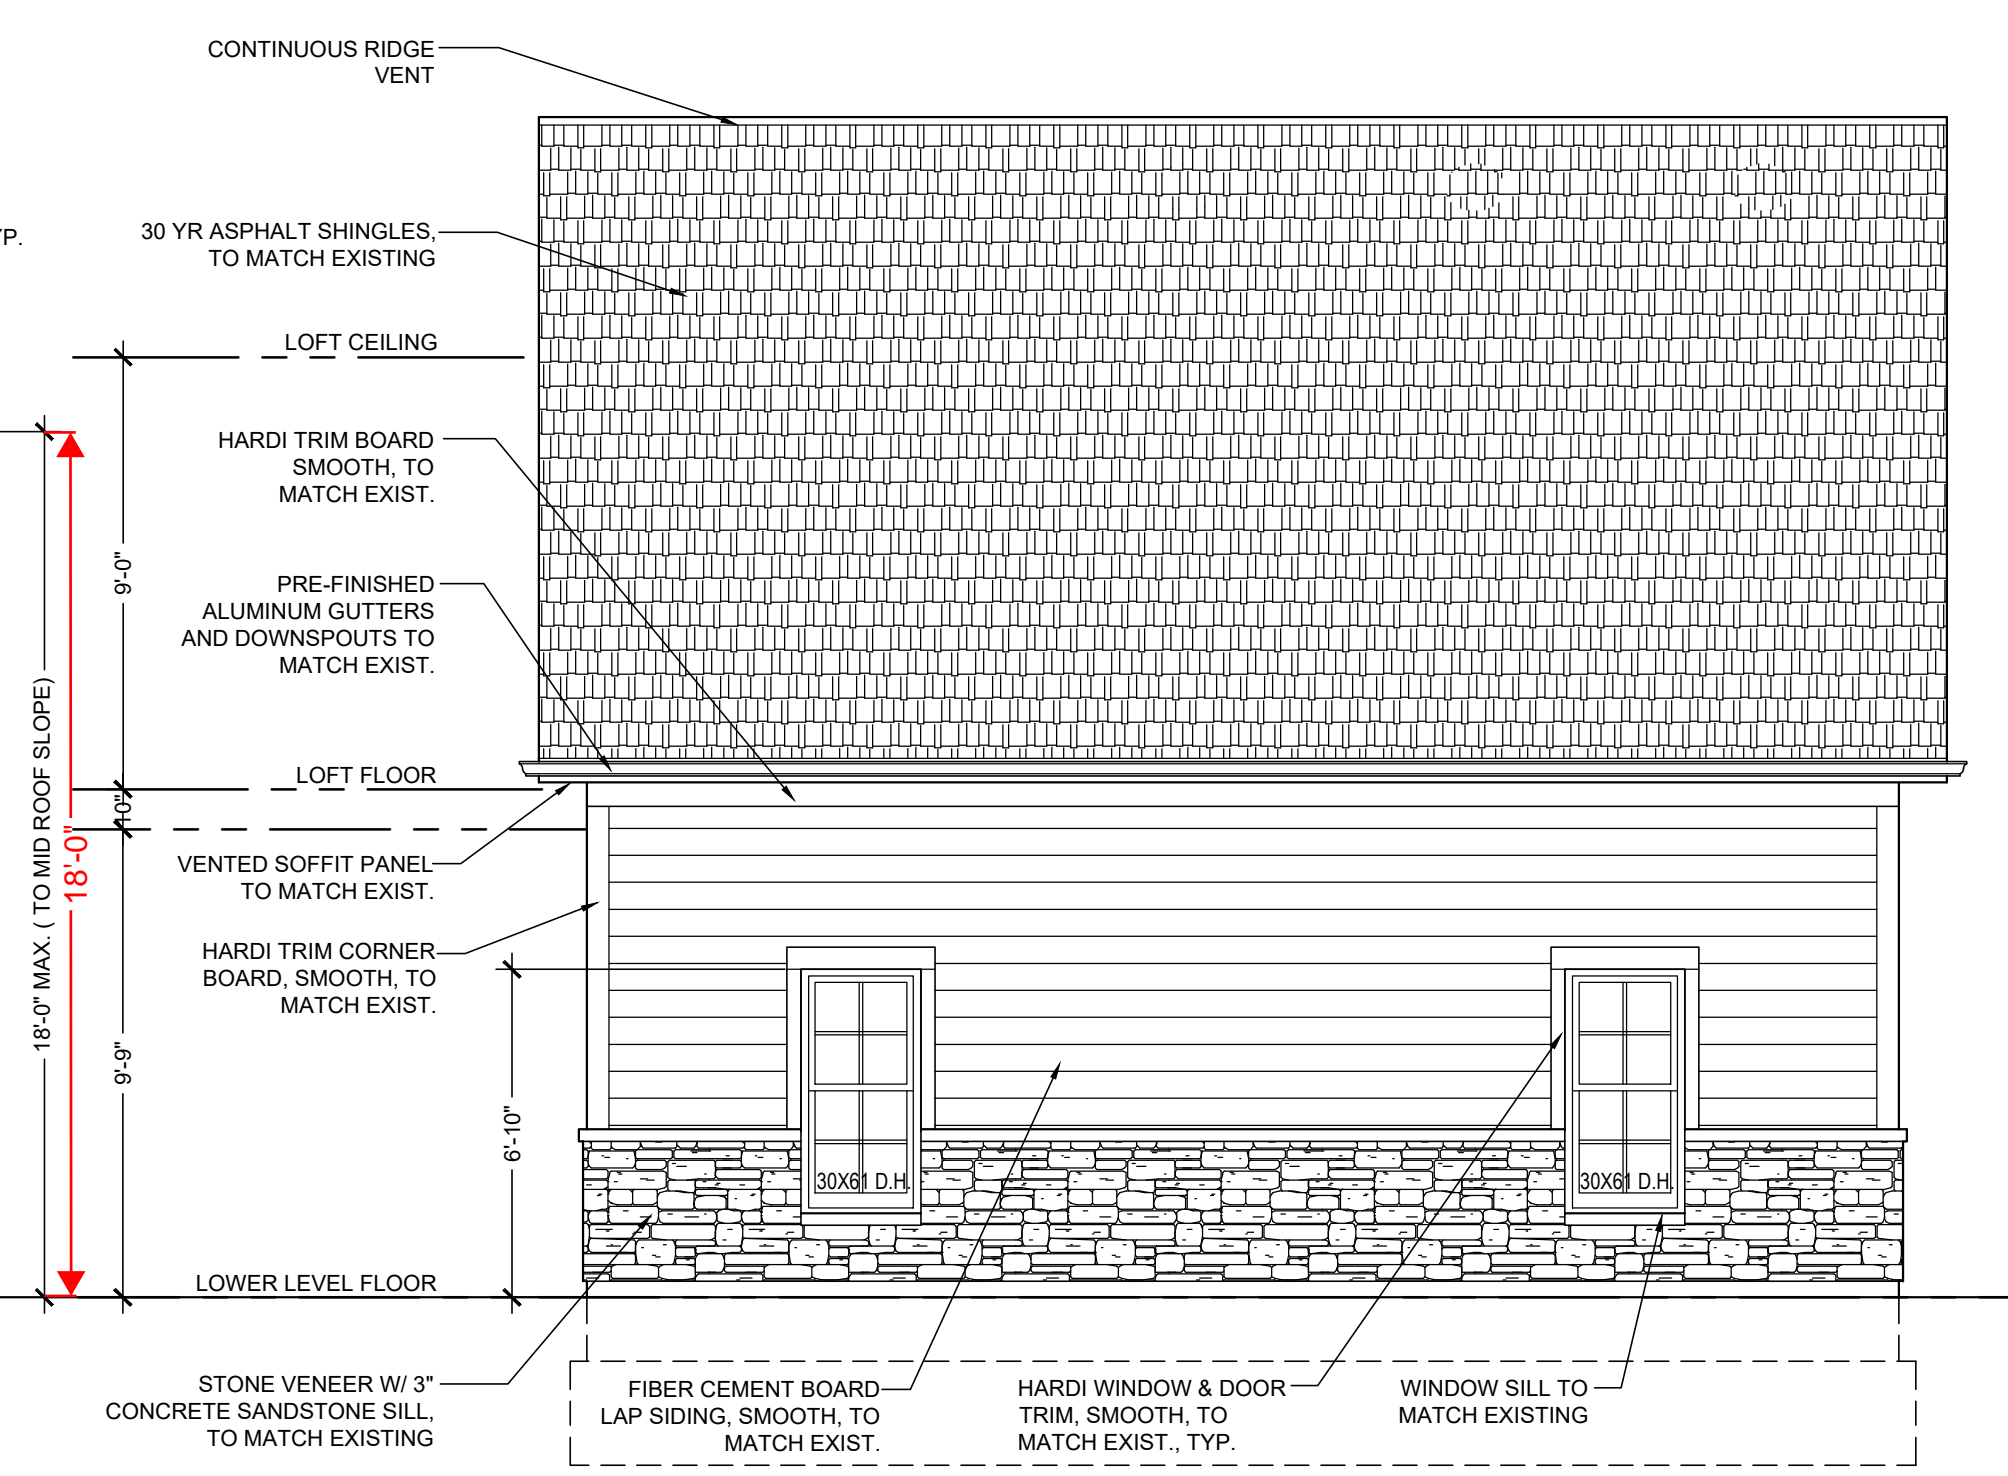 CONTINUOUS RIDGE
VENT
YP.
30 YR ASPHALT SHINGLES,
TO MATCH EXISTING
LOFT CEILING
HARDI TRIM BOARD
SMOOTH, TO
MATCH EXIST.
9'-0"
PRE-FINISHED
ALUMINUM GUTTERS
AND DOWNSPOUTS TO
MATCH EXIST.
LOFT FLOOR
10"
18'-0" MAX. ( TO MID ROOF SLOPE)
18'-0"
VENTED SOFFIT PANEL
TO MATCH EXIST.
HARDI TRIM CORNER
BOARD, SMOOTH, TO
MATCH EXIST.
9'-9"
6'-10"
30X61 D.H.
30X61 D.H.
LOWER LEVEL FLOOR
STONE VENEER W/ 3"
CONCRETE SANDSTONE SILL,
TO MATCH EXISTING
FIBER CEMENT BOARD
LAP SIDING, SMOOTH, TO
MATCH EXIST.
HARDI WINDOW & DOOR
TRIM, SMOOTH, TO
MATCH EXIST., TYP.
WINDOW SILL TO
MATCH EXISTING